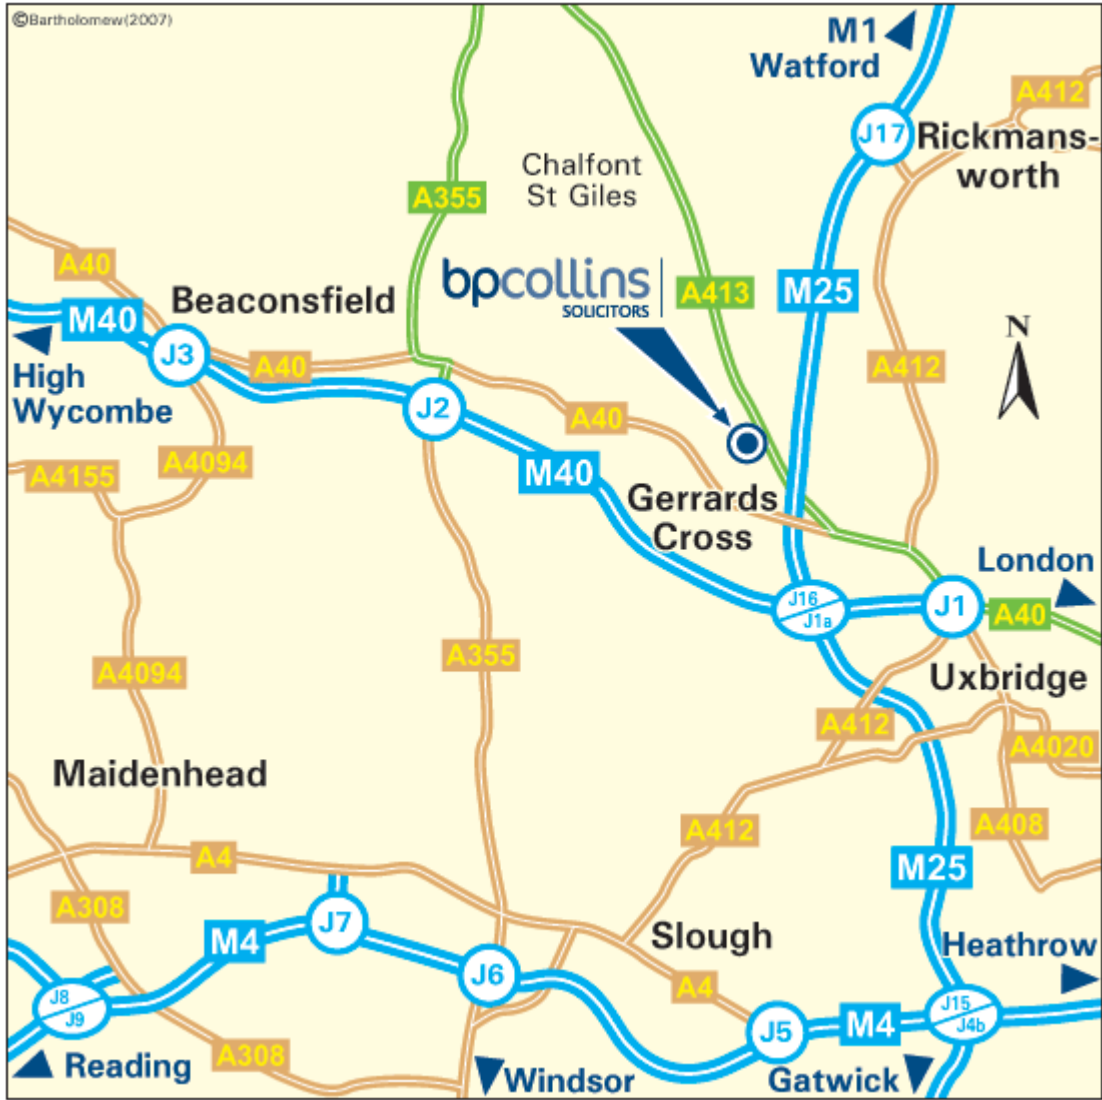 ©Bartholomew(2007)
M1
Watford
A412
J17
Rickmans-
worth
Chalfont
St Giles
A355
A40
bpcollins
SOLICITORS
A413
M25
Beaconsfield
M40
J3
A40
High
Wycombe
J2
A40
A412
N
A4155
A4094
M40
Gerrards
Cross
London
J16
J1a
J1
A40
A355
A4094
Uxbridge
A412
A4020
Maidenhead
A412
A408
A4
M25
A308
J7
M4
Slough
Heathrow
J6
A4
J8
J9
J5
M4
J15
J4b
Reading
A308
Windsor
Gatwick